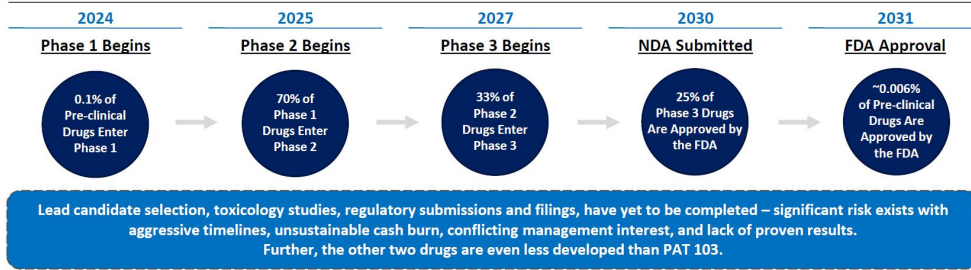 2024
2025
2027
2030
2031
Phase 1 Begins
Phase 2 Begins
Phase 3 Begins
NDA Submitted
FDA Approval
0.1% of
Pre-clinical
Drugs Enter
Phase 1
70% of
Phase 1
Drugs Enter
Phase 2
33% of
Phase 2
Drugs Enter
Phase 3
25% of
Phase 3 Drugs
Are Approved by
the FDA
~0.006%
of Pre-clinical
Drugs Are
Approved by
the FDA
Lead candidate selection, toxicology studies, regulatory submissions and filings, have yet to be completed – significant risk exists with
aggressive timelines, unsustainable cash burn, conflicting management interest, and lack of proven results.
Further, the other two drugs are even less developed than PAT 103.